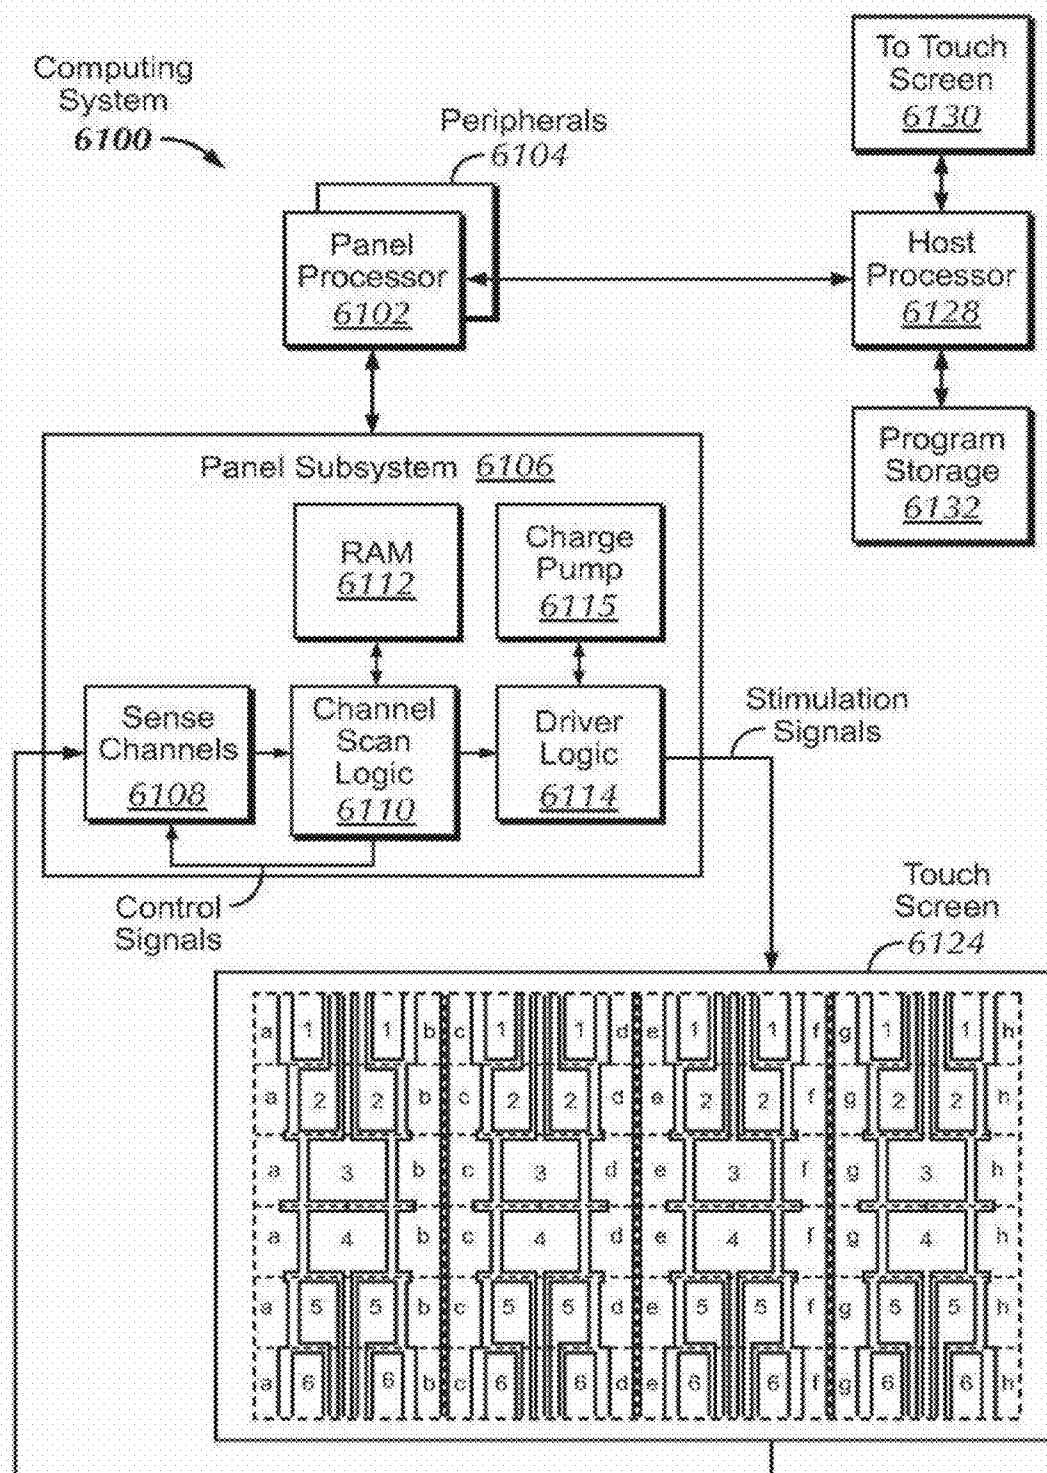 Computing
System
6100
Peripherals
6104
To Touch
Screen
6130
Panel
Processor
6102
Host
Processor
6128
Program
Storage
6132
Panel Subsystem 6106
RAM
6112
Charge
Pump
6115
Sense
Channels
6108
Channel
Scan
Logic
6110
Driver
Logic
6114
Stimulation
Signals
Control
Signals
Touch
Screen
6124
a 1 1 b c 1 1 d e 1 1 f g 1 1 h
a 2 2 b c 2 2 d e 2 2 f g 2 2 h
a 3 b c 3 d e 3 f g 3 h
a 4 b c 4 d e 4 f g 4 h
a 5 5 b c 5 5 d e 5 5 f g 5 5 h
a 6 6 b c 6 6 d e 6 6 f g 6 6 h